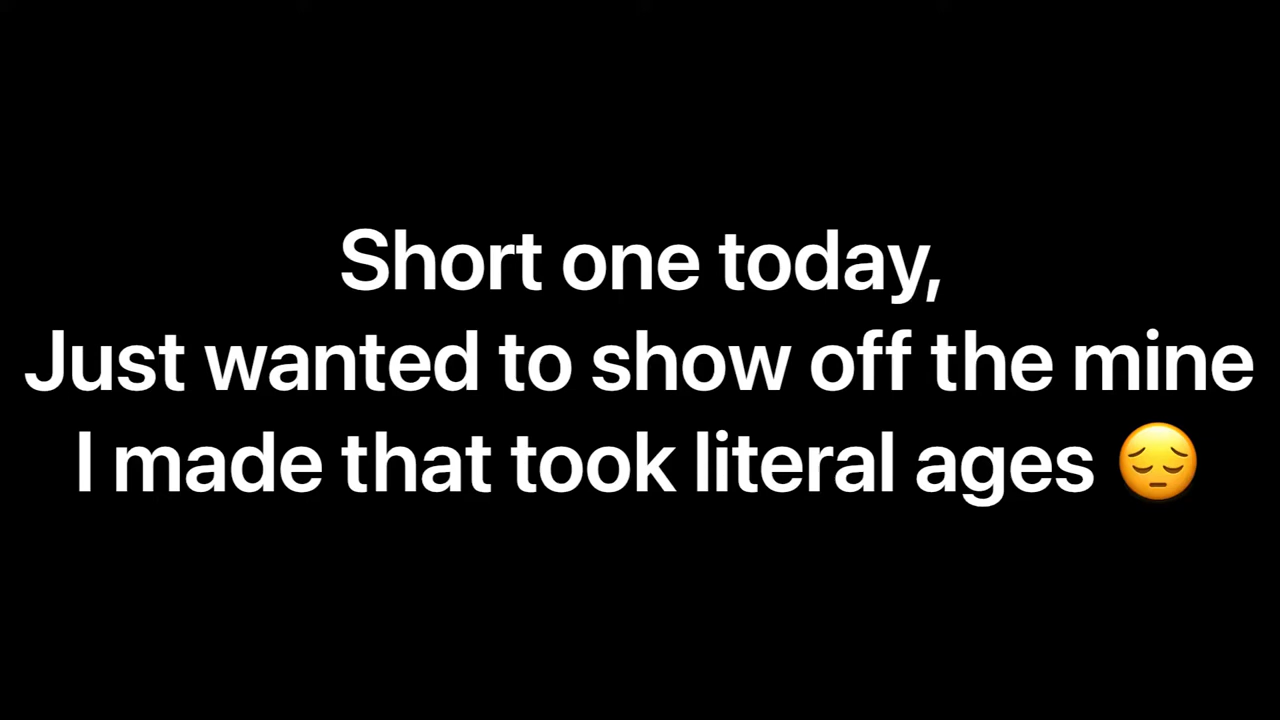 Short one today,
Just wanted to show off the mine
I made that took literal ages 😔